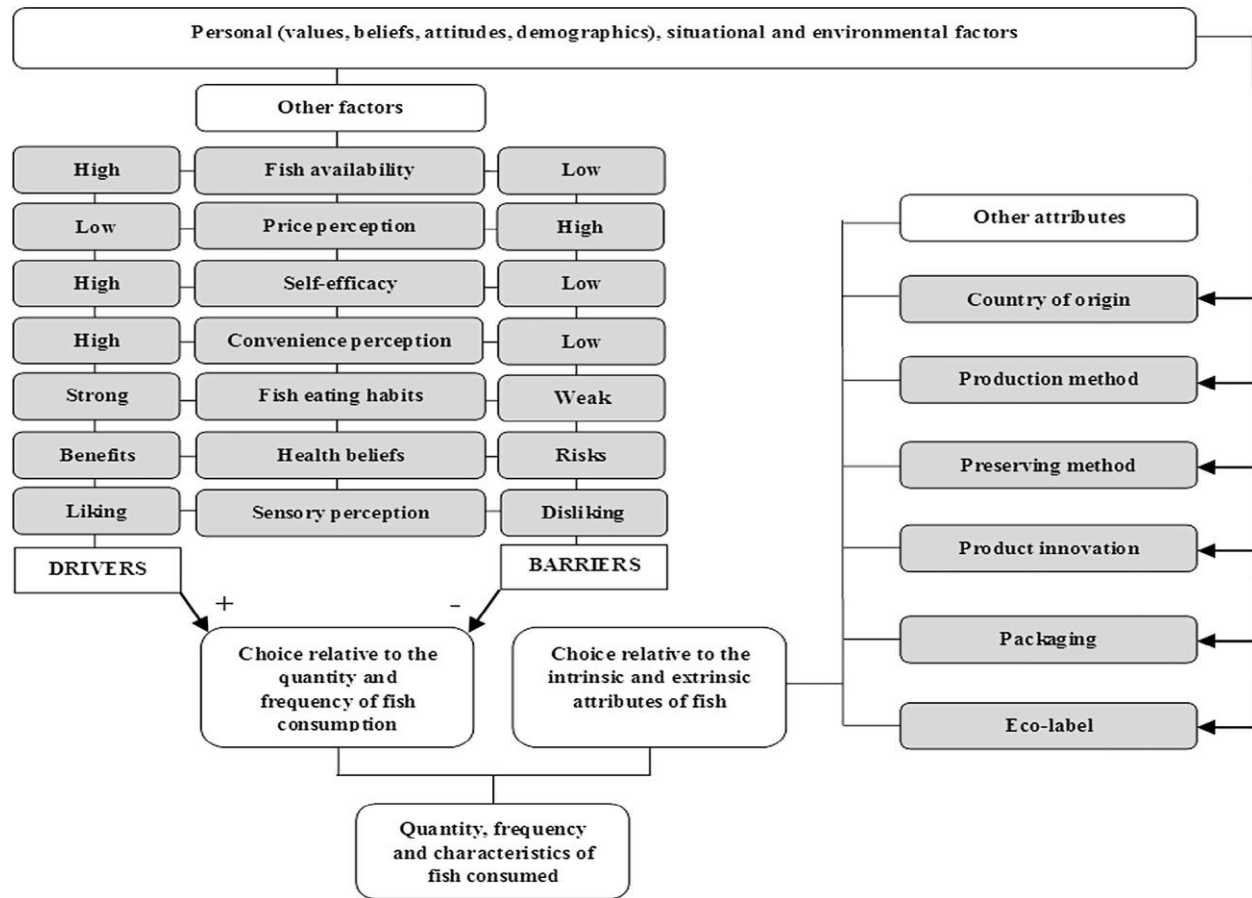 Personal (values, beliefs, attitudes, demographics), situational and environmental factors
Other factors
High
Fish availability
Low
Low
Price perception
High
High
Self-efficacy
Low
High
Convenience perception
Low
Strong
Fish eating habits
Weak
Benefits
Health beliefs
Risks
Liking
Sensory perception
Disliking
DRIVERS
BARRIERS
+
-
Choice relative to the
quantity and
frequency of fish
consumption
Choice relative to the
intrinsic and extrinsic
attributes of fish
Quantity, frequency
and characteristics of
fish consumed
Other attributes
Country of origin
Production method
Preserving method
Product innovation
Packaging
Eco-label